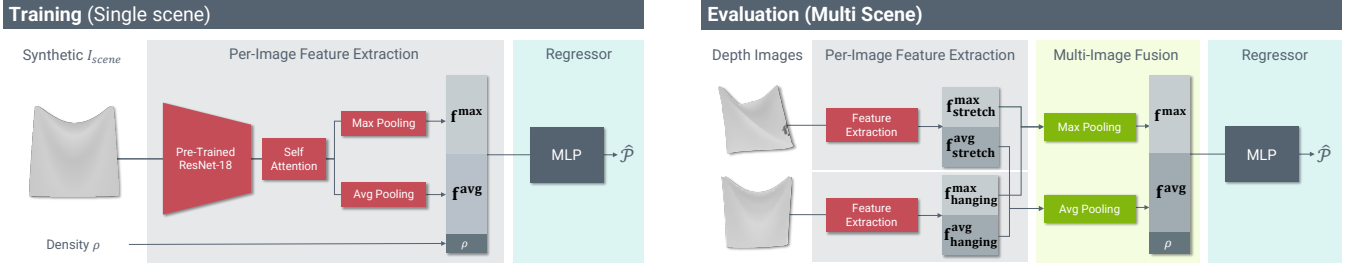 Training (Single scene)
Synthetic I_scene
Per-Image Feature Extraction
Regressor
Pre-Trained
ResNet-18
Self
Attention
Max Pooling
Avg Pooling
f^max
f^avg
ρ
MLP
𝒫̂
Density ρ
Evaluation (Multi Scene)
Depth Images
Per-Image Feature Extraction
Multi-Image Fusion
Regressor
Feature
Extraction
f^max_stretch
f^avg_stretch
Feature
Extraction
f^max_hanging
f^avg_hanging
Max Pooling
Avg Pooling
f^max
f^avg
ρ
MLP
𝒫̂